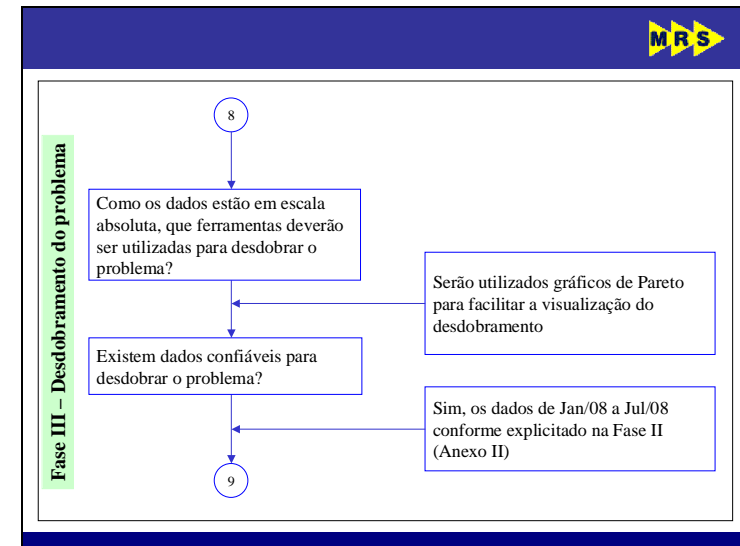 MRS
Fase III – Desdobramento do problema
8
Como os dados estão em escala
absoluta, que ferramentas deverão
ser utilizadas para desdobrar o
problema?
Serão utilizados gráficos de Pareto
para facilitar a visualização do
desdobramento
Existem dados confiáveis para
desdobrar o problema?
Sim, os dados de Jan/08 a Jul/08
conforme explicitado na Fase II
(Anexo II)
9